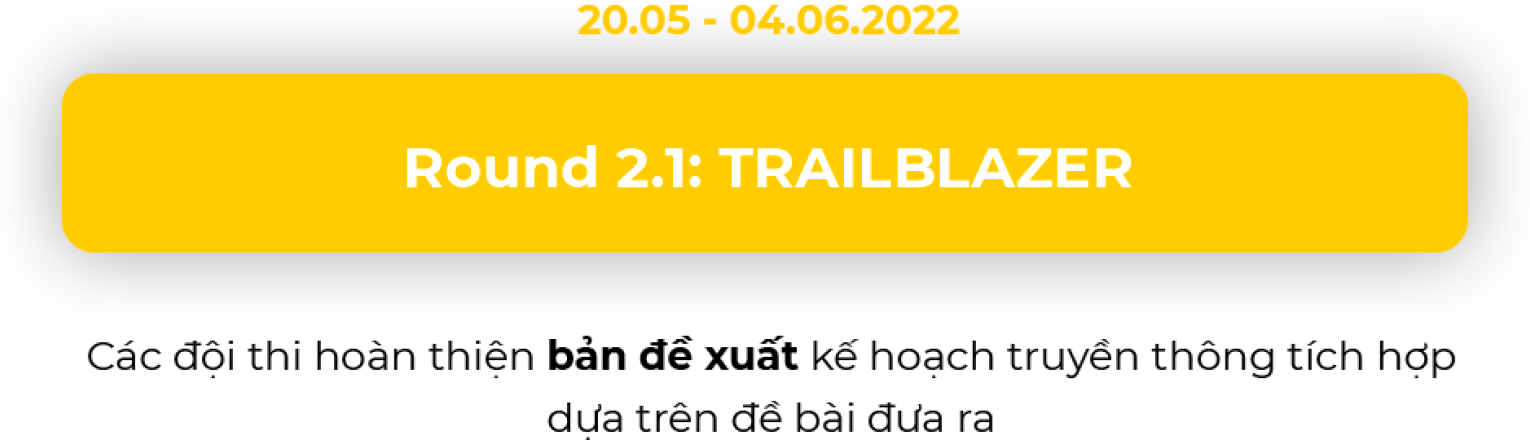 20.05 - 04.06.2022
Round 2.1: TRAILBLAZER
Các đội thi hoàn thiện bản đề xuất kế hoạch truyền thông tích hợp
dựa trên đề bài đưa ra